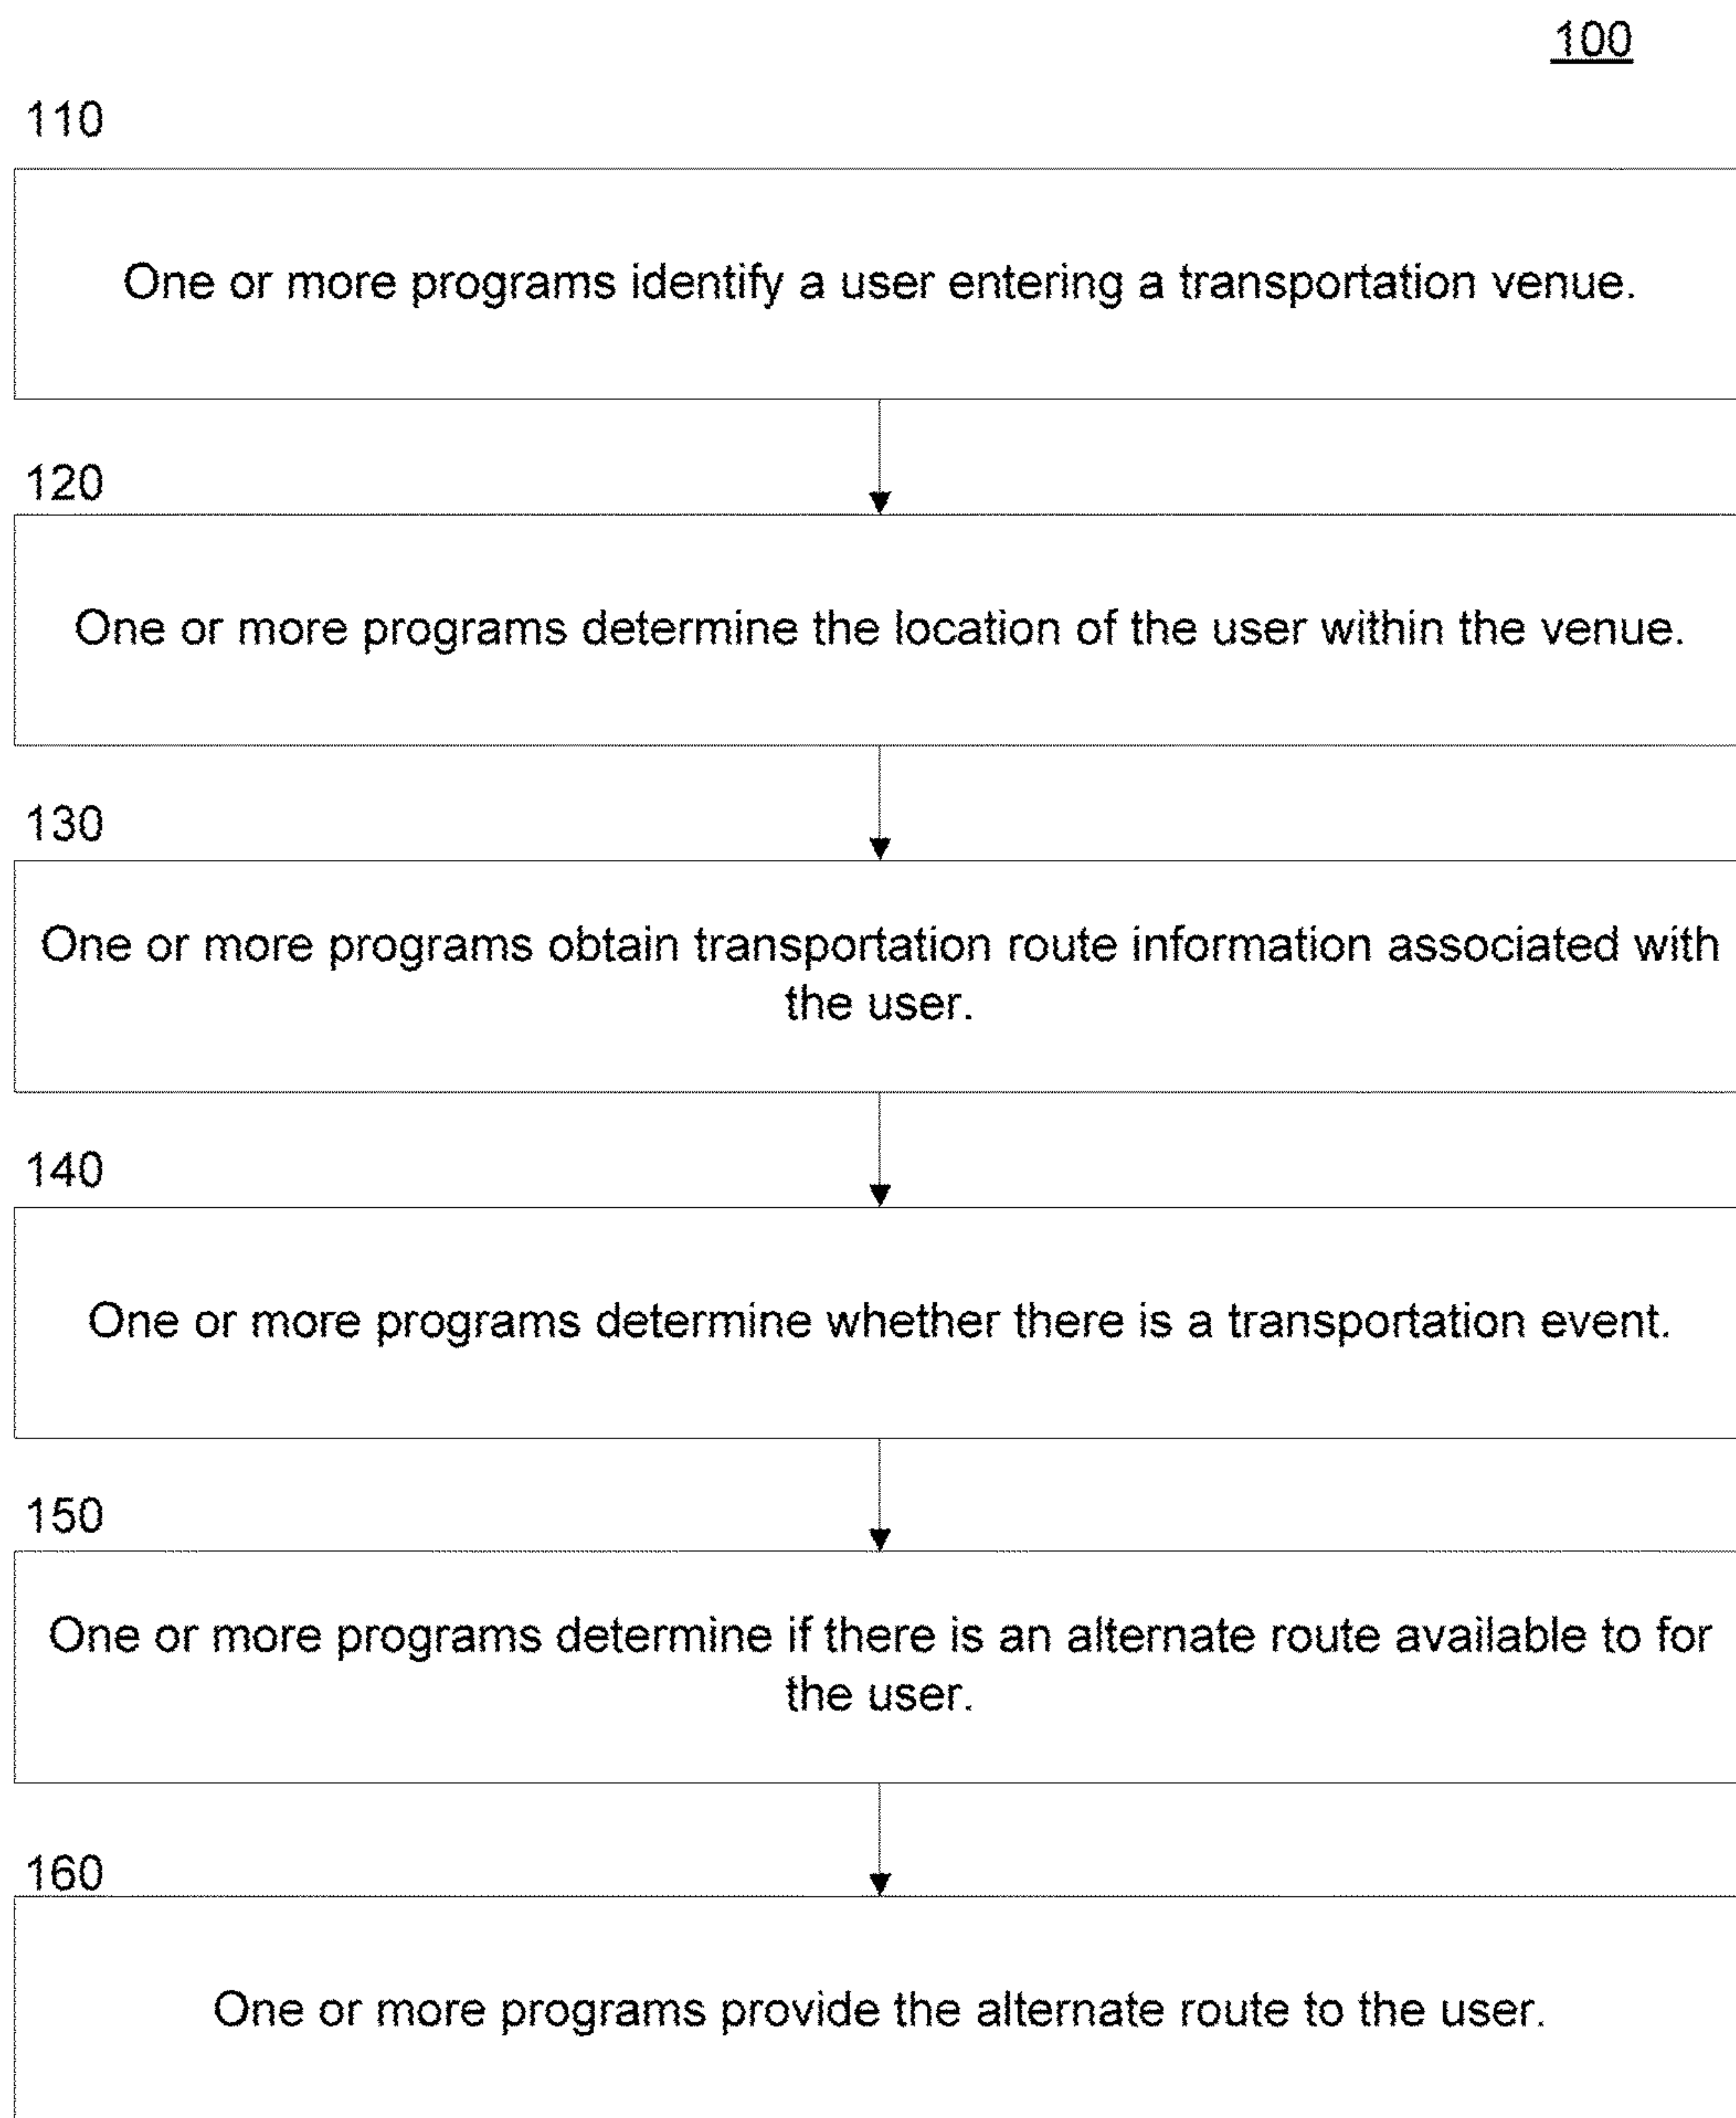 100
110
One or more programs identify a user entering a transportation venue.
120
One or more programs determine the location of the user within the venue.
130
One or more programs obtain transportation route information associated with
the user.
140
One or more programs determine whether there is a transportation event.
150
One or more programs determine if there is an alternate route available to for
the user.
160
One or more programs provide the alternate route to the user.